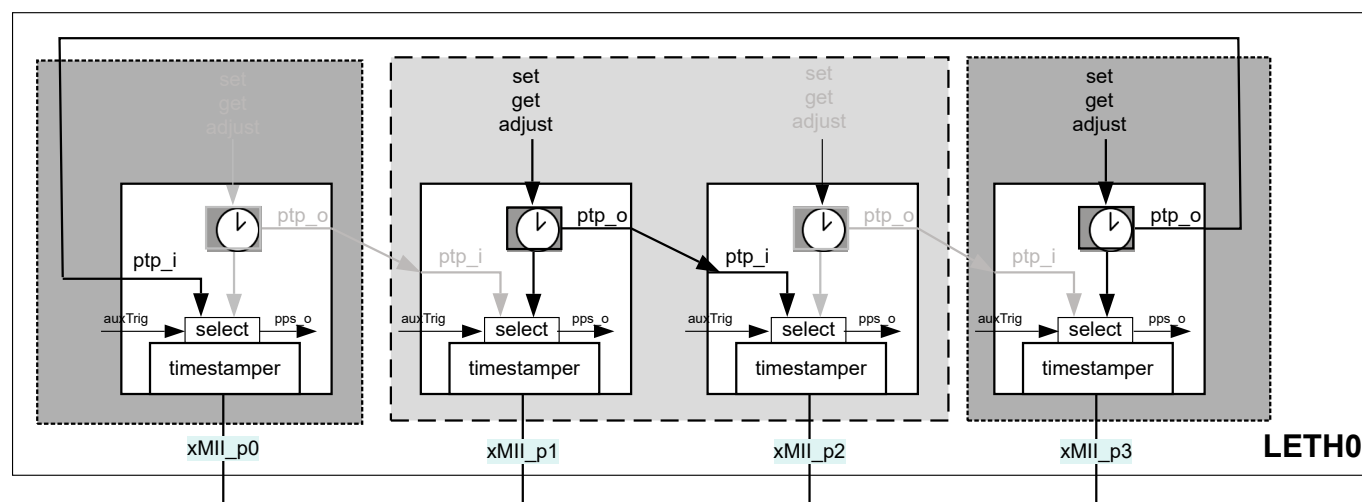 set
get
adjust
ptp_o
ptp_i
auxTrig
select
pps_o
timestamper
xMII_p0
set
get
adjust
ptp_o
ptp_i
auxTrig
select
pps_o
timestamper
xMII_p1
set
get
adjust
ptp_o
ptp_i
auxTrig
select
pps_o
timestamper
xMII_p2
set
get
adjust
ptp_o
ptp_i
auxTrig
select
pps_o
timestamper
xMII_p3
LETH0